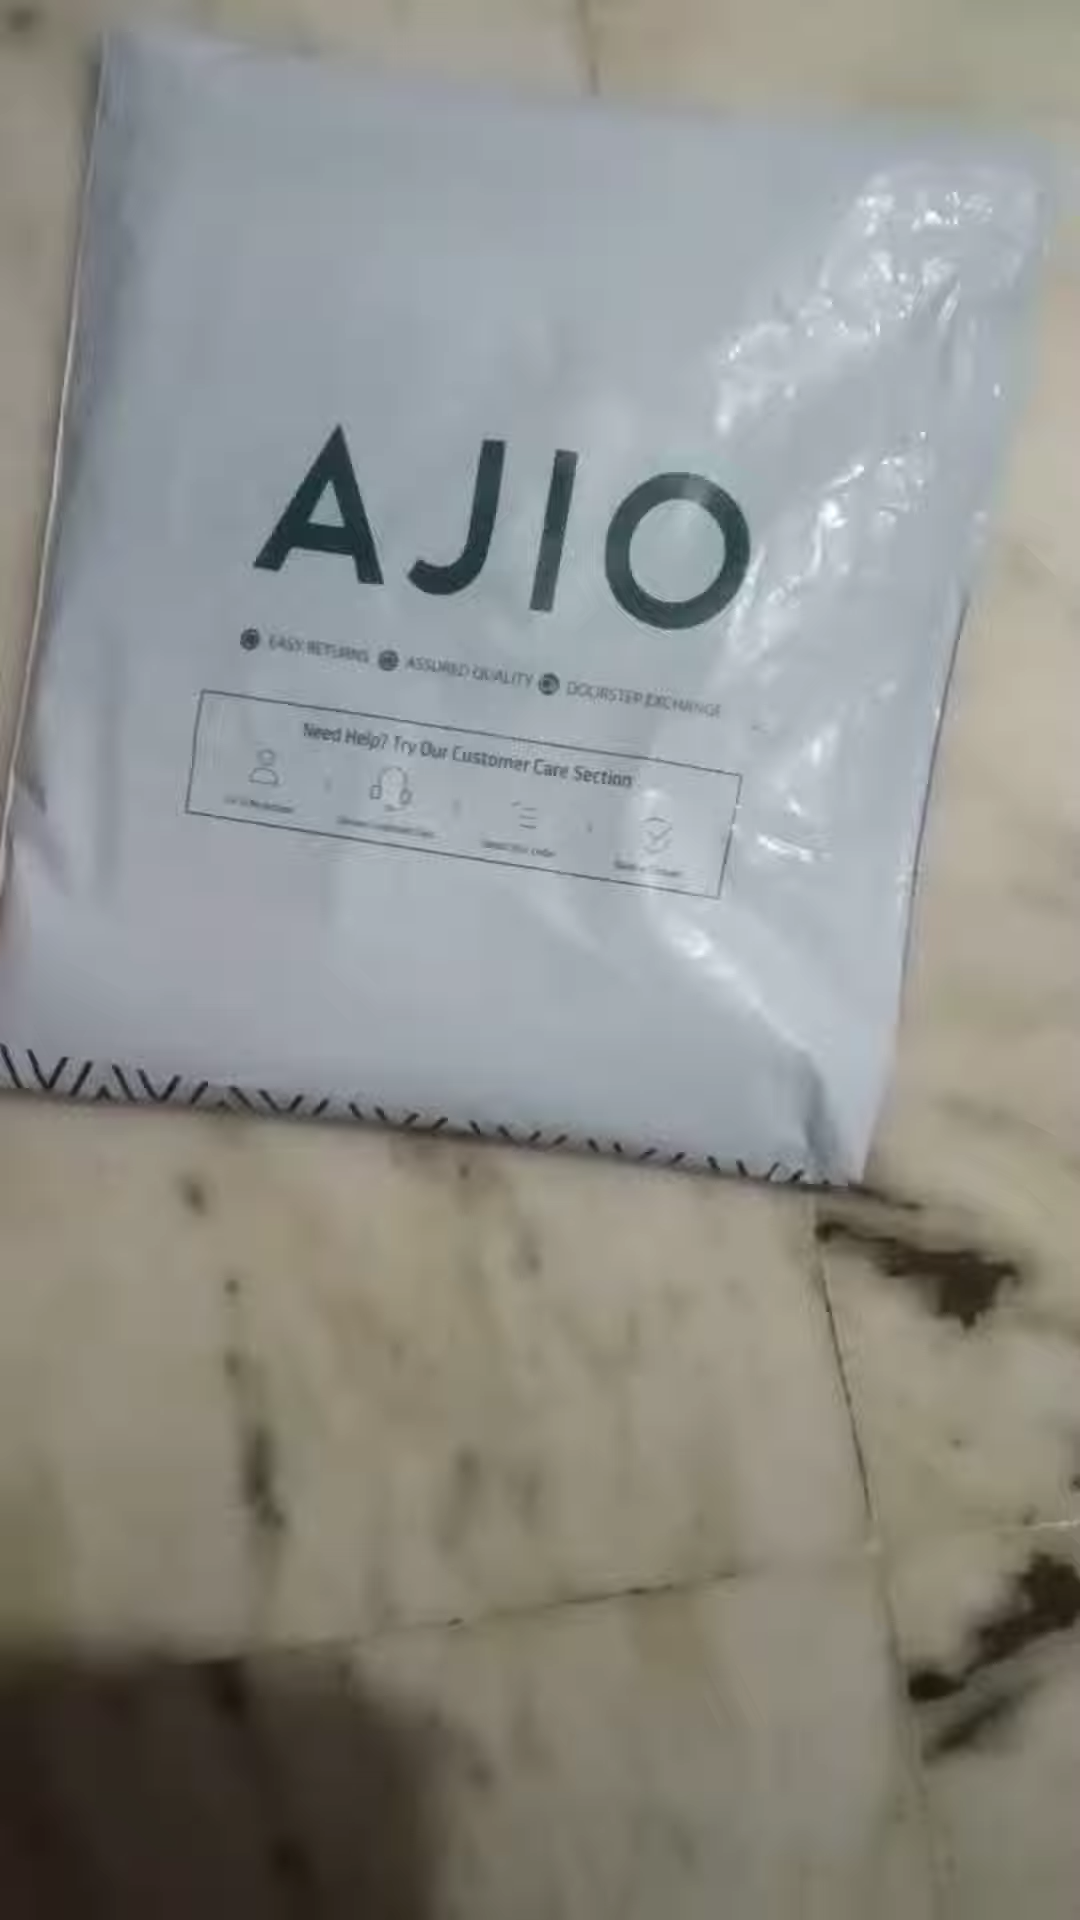 AJIO
EASY RETURNS ASSURED QUALITY DOORSTEP EXCHANGE
Need Help? Try Our Customer Care Section